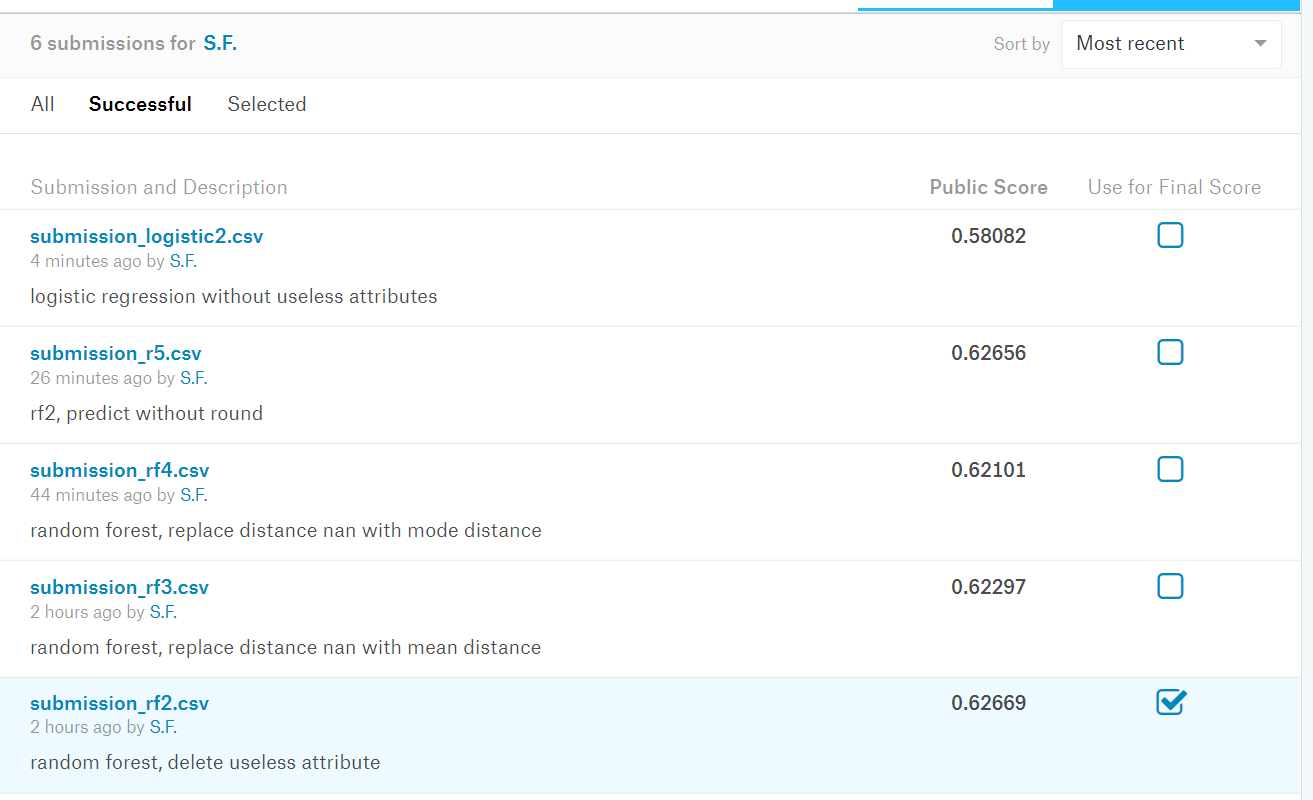 6 submissions for S.F.
Sort by Most recent
All Successful Selected
Submission and Description Public Score Use for Final Score
submission_logistic2.csv 0.58082
4 minutes ago by S.F.
logistic regression without useless attributes
submission_r5.csv 0.62656
26 minutes ago by S.F.
rf2, predict without round
submission_rf4.csv 0.62101
44 minutes ago by S.F.
random forest, replace distance nan with mode distance
submission_rf3.csv 0.62297
2 hours ago by S.F.
random forest, replace distance nan with mean distance
submission_rf2.csv 0.62669
2 hours ago by S.F.
random forest, delete useless attribute